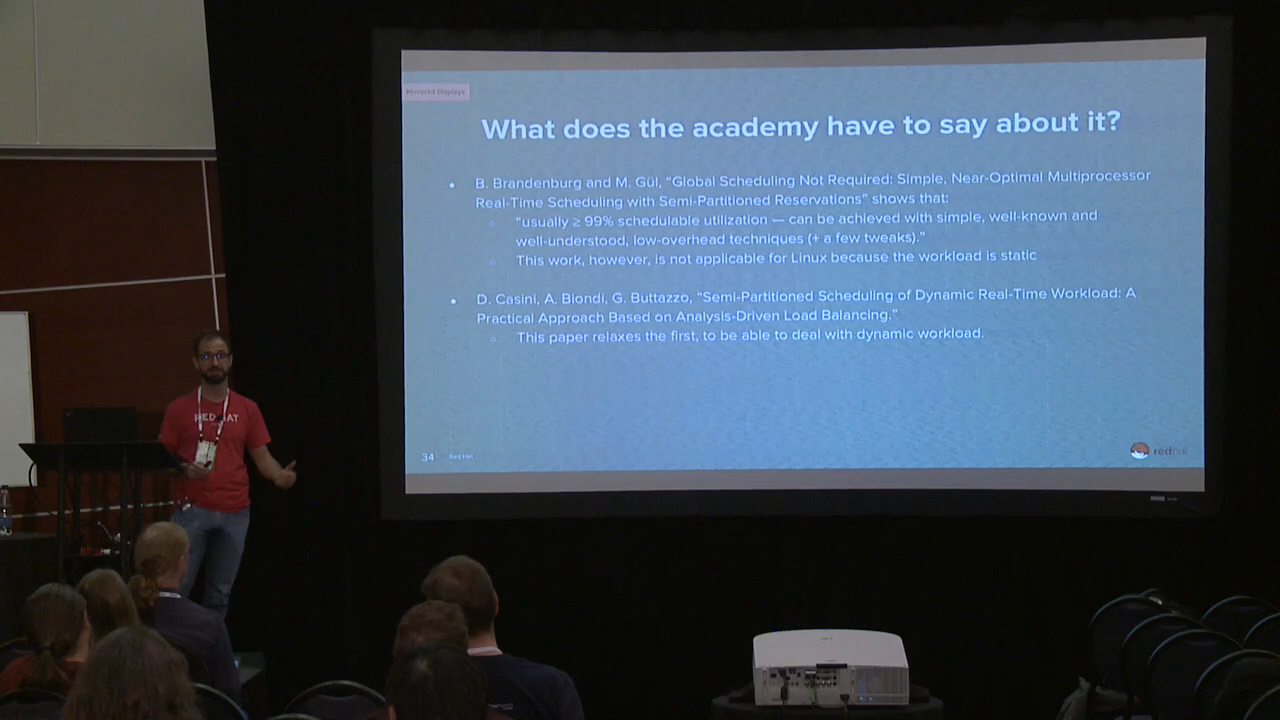 Mirrored Displays
What does the academy have to say about it?
• B. Brandenburg and M. Gül, “Global Scheduling Not Required: Simple, Near-Optimal Multiprocessor
Real-Time Scheduling with Semi-Partitioned Reservations” shows that:
○ “usually ≥ 99% schedulable utilization — can be achieved with simple, well-known and
well-understood, low-overhead techniques (+ a few tweaks).”
○ This work, however, is not applicable for Linux because the workload is static
• D. Casini, A. Biondi, G. Buttazzo, “Semi-Partitioned Scheduling of Dynamic Real-Time Workload: A
Practical Approach Based on Analysis-Driven Load Balancing.”
○ This paper relaxes the first, to be able to deal with dynamic workload.
34 Red Hat
redhat
RED HAT